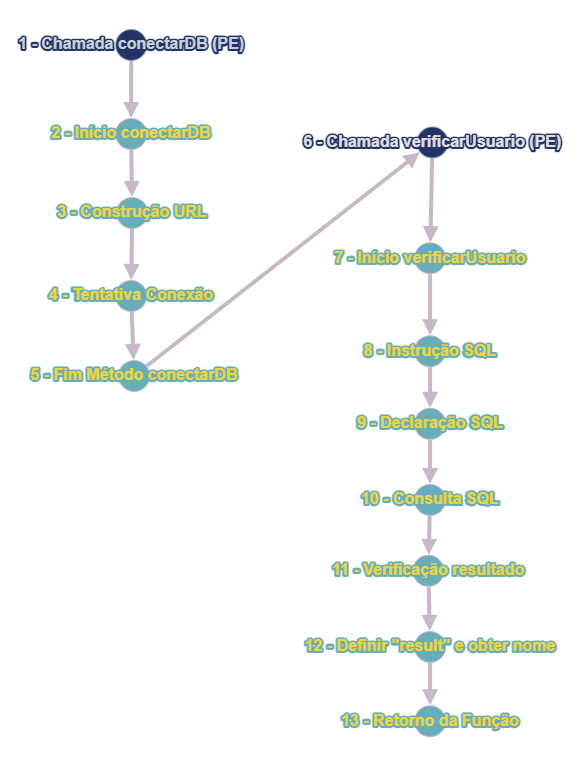 1 - Chamada conectarDB (PE)
2 - Início conectarDB
3 - Construção URL
4 - Tentativa Conexão
5 - Fim Método conectarDB
6 - Chamada verificarUsuario (PE)
7 - Início verificarUsuario
8 - Instrução SQL
9 - Declaração SQL
10 - Consulta SQL
11 - Verificação resultado
12 - Definir "result" e obter nome
13 - Retorno da Função